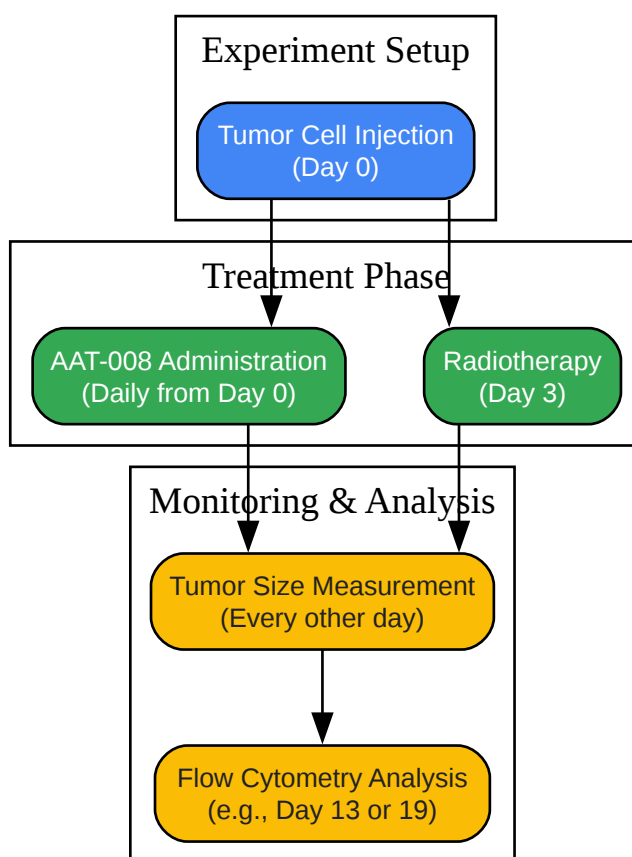 Experiment Setup
Tumor Cell Injection
(Day 0)
Treatment Phase
AAT-008 Administration
(Daily from Day 0)
Radiotherapy
(Day 3)
Monitoring & Analysis
Tumor Size Measurement
(Every other day)
Flow Cytometry Analysis
(e.g., Day 13 or 19)